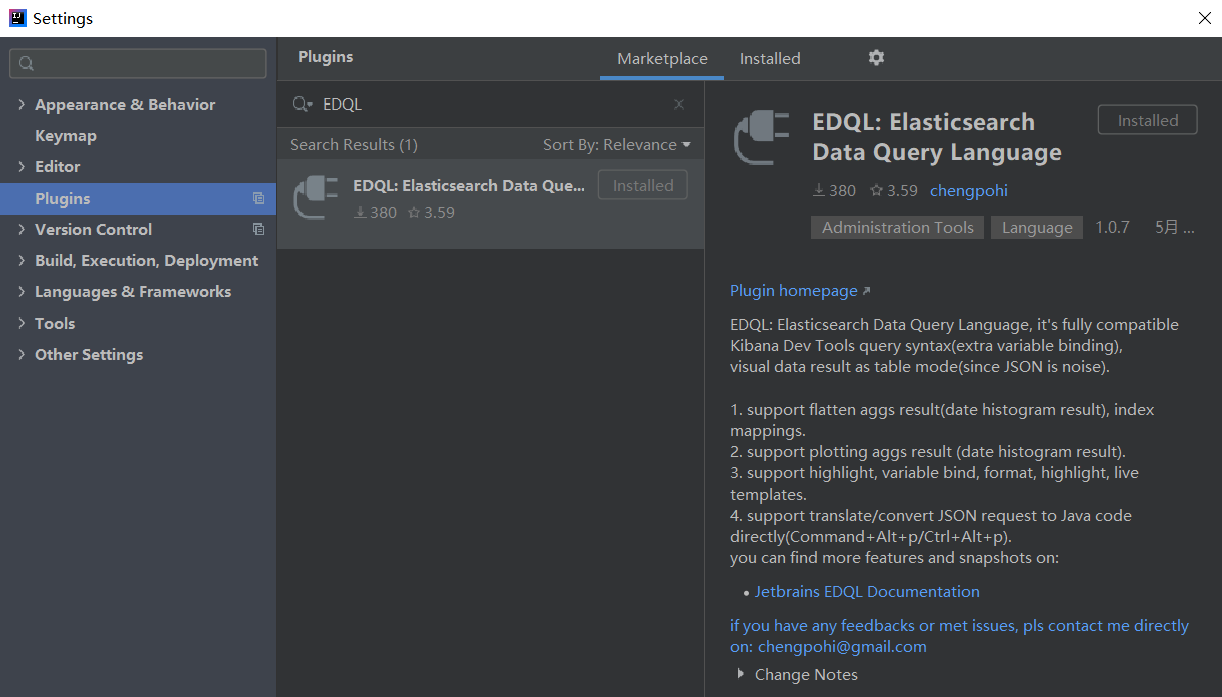 Settings
Plugins
Marketplace
Installed
Appearance & Behavior
Keymap
Editor
Plugins
Version Control
Build, Execution, Deployment
Languages & Frameworks
Tools
Other Settings
EDQL
Search Results (1)
Sort By: Relevance
EDQL: Elasticsearch Data Que...
Installed
380
3.59
EDQL: Elasticsearch
Data Query Language
Installed
380
3.59
chengpohi
Administration Tools
Language
1.0.7
5月 ...
Plugin homepage
EDQL: Elasticsearch Data Query Language, it's fully compatible
Kibana Dev Tools query syntax(extra variable binding),
visual data result as table mode(since JSON is noise).
1. support flatten aggs result(date histogram result), index
mappings.
2. support plotting aggs result (date histogram result).
3. support highlight, variable bind, format, highlight, live
templates.
4. support translate/convert JSON request to Java code
directly(Command+Alt+p/Ctrl+Alt+p).
you can find more features and snapshots on:
• Jetbrains EDQL Documentation
if you have any feedbacks or met issues, pls contact me directly
on: chengpohi@gmail.com
Change Notes